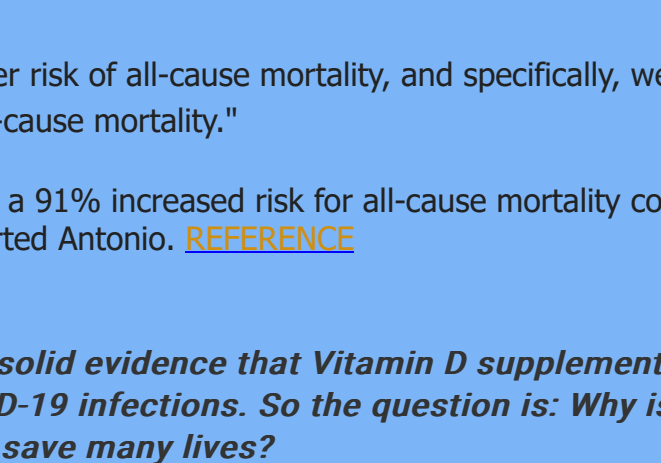 er risk of all-cause mortality, and specifically, we
-cause mortality."
a 91% increased risk for all-cause mortality co
rted Antonio. REFERENCE
solid evidence that Vitamin D supplement
D-19 infections. So the question is: Why is
save many lives?